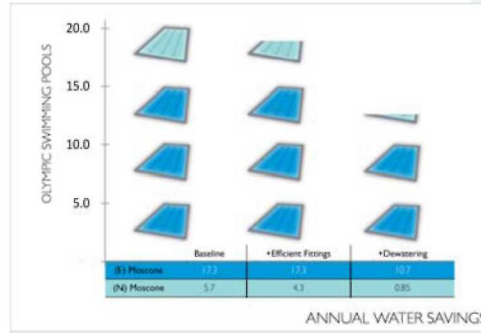 20.0
15.0
10.0
5.0
OLYMPIC SWIMMING POOLS
Baseline +Efficient Fittings +Dewatering
(E) Moscone 17.3 17.3 10.7
(N) Moscone 5.7 4.3 0.85
ANNUAL WATER SAVINGS